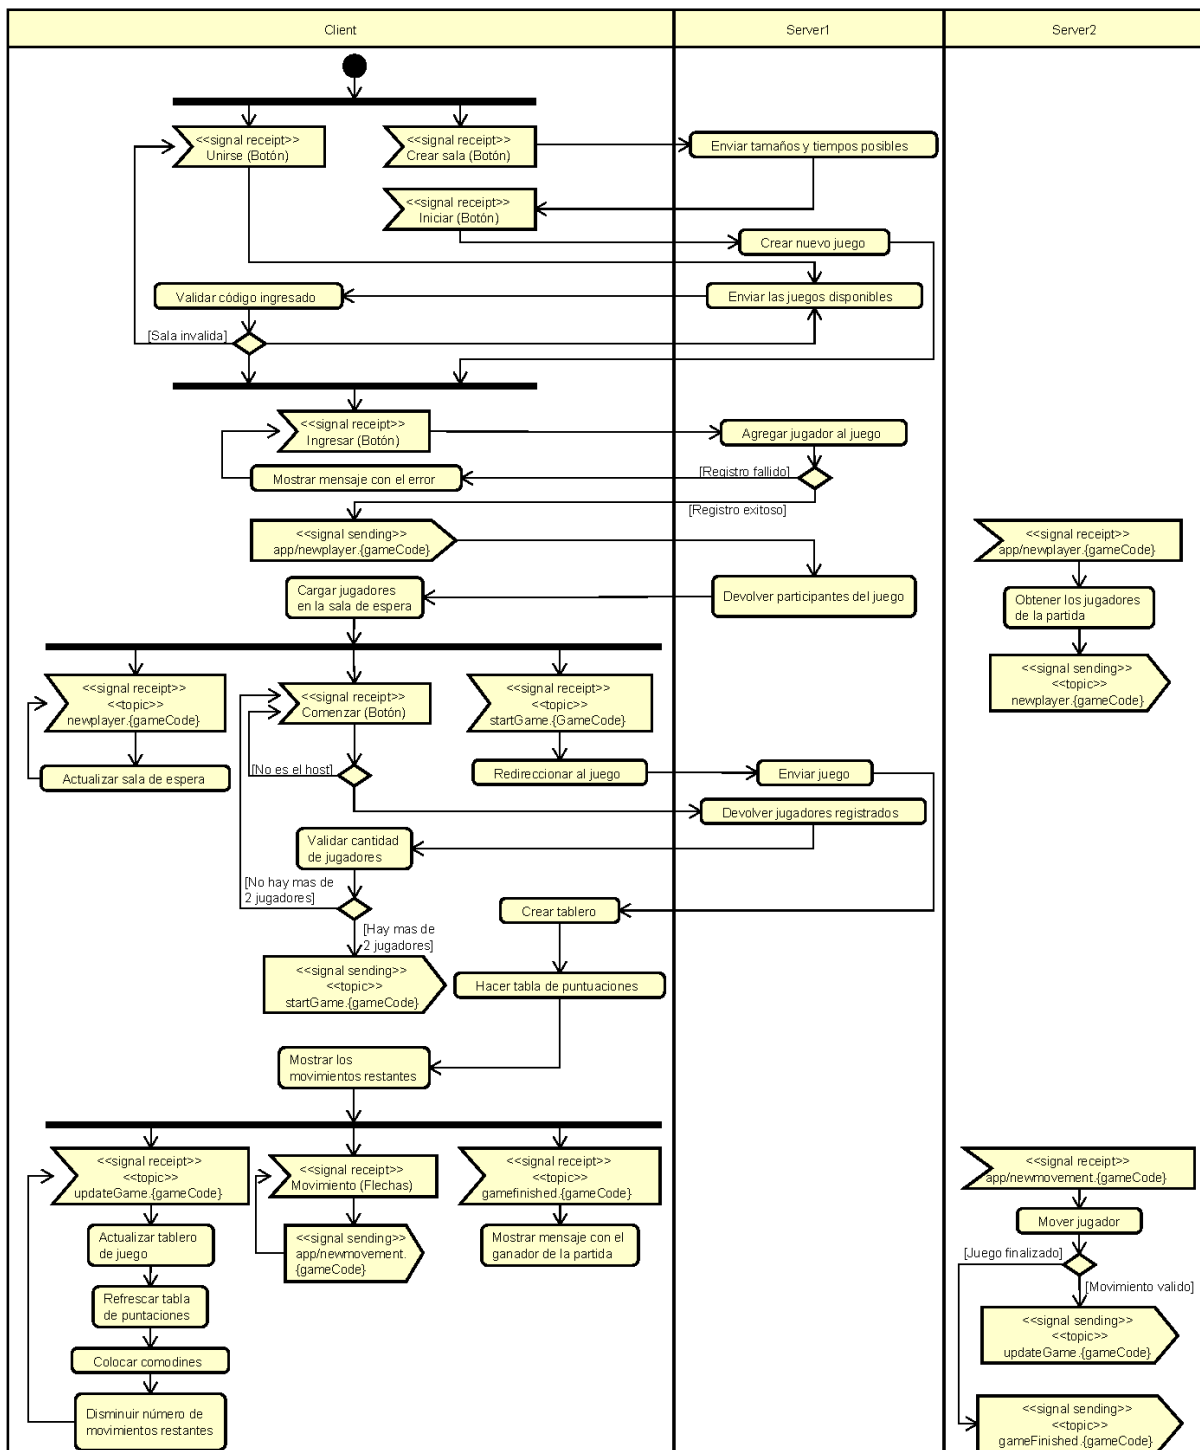 Client
Server1
Server2
<<signal receipt>>
Unirse (Botón)
<<signal receipt>>
Crear sala (Botón)
Enviar tamaños y tiempos posibles
<<signal receipt>>
Iniciar (Botón)
Crear nuevo juego
Validar código ingresado
Enviar las juegos disponibles
[Sala invalida]
<<signal receipt>>
Ingresar (Botón)
Agregar jugador al juego
Mostrar mensaje con el error
[Registro fallido]
[Registro exitoso]
<<signal sending>>
app/newplayer.{gameCode}
<<signal receipt>>
app/newplayer.{gameCode}
Cargar jugadores
en la sala de espera
Devolver participantes del juego
Obtener los jugadores
de la partida
<<signal receipt>>
<<topic>>
newplayer.{gameCode}
<<signal receipt>>
Comenzar (Botón)
<<signal receipt>>
<<topic>>
startGame.{GameCode}
<<signal sending>>
<<topic>>
newplayer.{gameCode}
Actualizar sala de espera
[No es el host]
Redireccionar al juego
Enviar juego
Devolver jugadores registrados
Validar cantidad
de jugadores
[No hay mas de
2 jugadores]
Crear tablero
[Hay mas de
2 jugadores]
<<signal sending>>
<<topic>>
startGame.{gameCode}
Hacer tabla de puntuaciones
Mostrar los
movimientos restantes
<<signal receipt>>
<<topic>>
updateGame.{gameCode}
<<signal receipt>>
Movimiento (Flechas)
<<signal receipt>>
<<topic>>
gamefinished.{gameCode}
<<signal receipt>>
app/newmovement.{gameCode}
Actualizar tablero
de juego
<<signal sending>>
app/newmovement.
{gameCode}
Mostrar mensaje con el
ganador de la partida
Mover jugador
[Juego finalizado]
[Movimiento valido]
Refrescar tabla
de puntaciones
<<signal sending>>
<<topic>>
updateGame.{gameCode}
Colocar comodines
Disminuir número de
movimientos restantes
<<signal sending>>
<<topic>>
gameFinished.{gameCode}